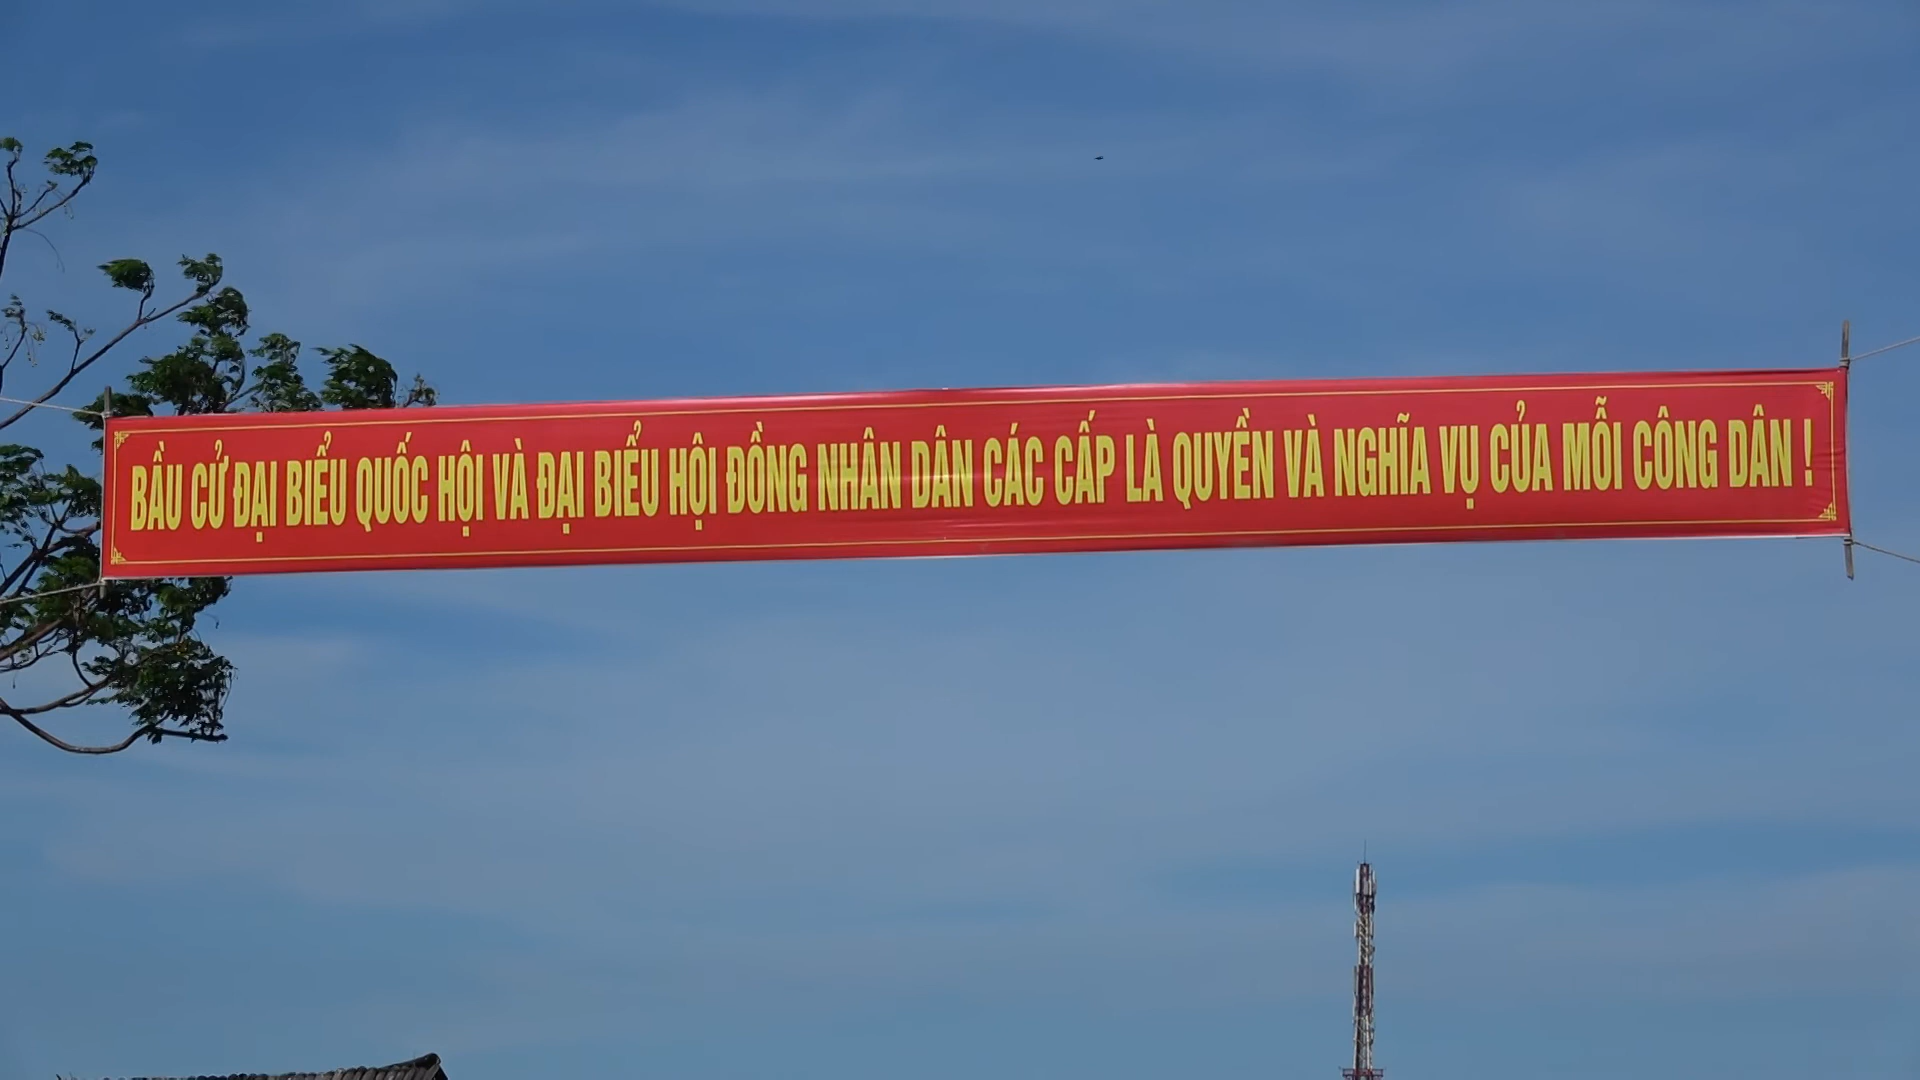 BẦU CỬ ĐẠI BIỂU QUỐC HỘI VÀ ĐẠI BIỂU HỘI ĐỒNG NHÂN DÂN CÁC CẤP LÀ QUYỀN VÀ NGHĨA VỤ CỦA MỖI CÔNG DÂN !